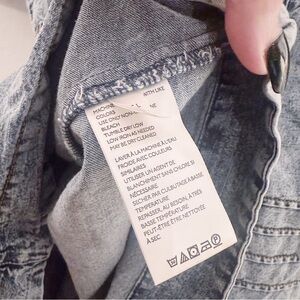 MACHINE
WITH LIKE
COLORS
USE ONLY NON
NE
BLEACH
TUMBLE DRY LOW
LOW IRON AS NEEDED
MAY BE DRY CLEANED
LAVER À LA MACHINE À L'EAU
FROIDE AVEC COULEURS
SIMILAIRES
UTILISER UN AGENT DE
BLANCHIMENT SANS CHLORE SI
NÉCESSAIRE
SÉCHER PAR CULBUTAGE À BASSE
TEMPÉRATURE
REPASSER, AU BESOIN, À TRÈS
BASSE TEMPÉRATURE
PEUT-ÊTRE NETTOYÉE
À SEC